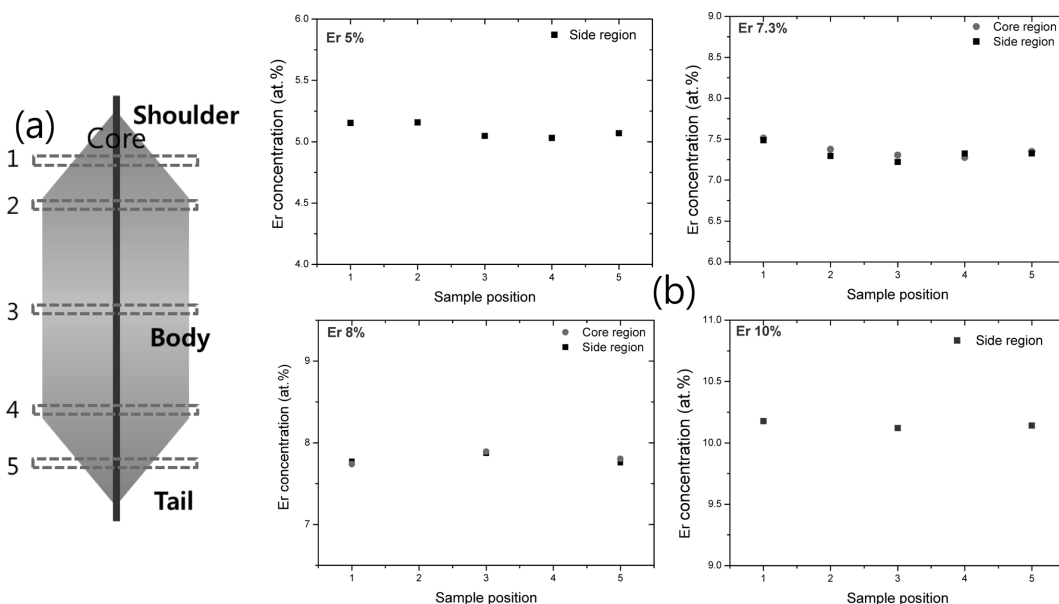 (a)
Shoulder
Core
1
2
3
Body
4
5
Tail
Er 5%
Side region
Er concentration (at.%)
6.0
5.5
5.0
4.5
4.0
1 2 3 4 5
Sample position
Er 7.3%
Core region
Side region
Er concentration (at.%)
9.0
8.5
8.0
7.5
7.0
6.5
6.0
1 2 3 4 5
Sample position
(b)
Er 8%
Core region
Side region
Er concentration (at.%)
9
8
7
1 2 3 4 5
Sample position
Er 10%
Side region
Er concentration (at.%)
11.0
10.5
10.0
9.5
9.0
1 2 3 4 5
Sample position